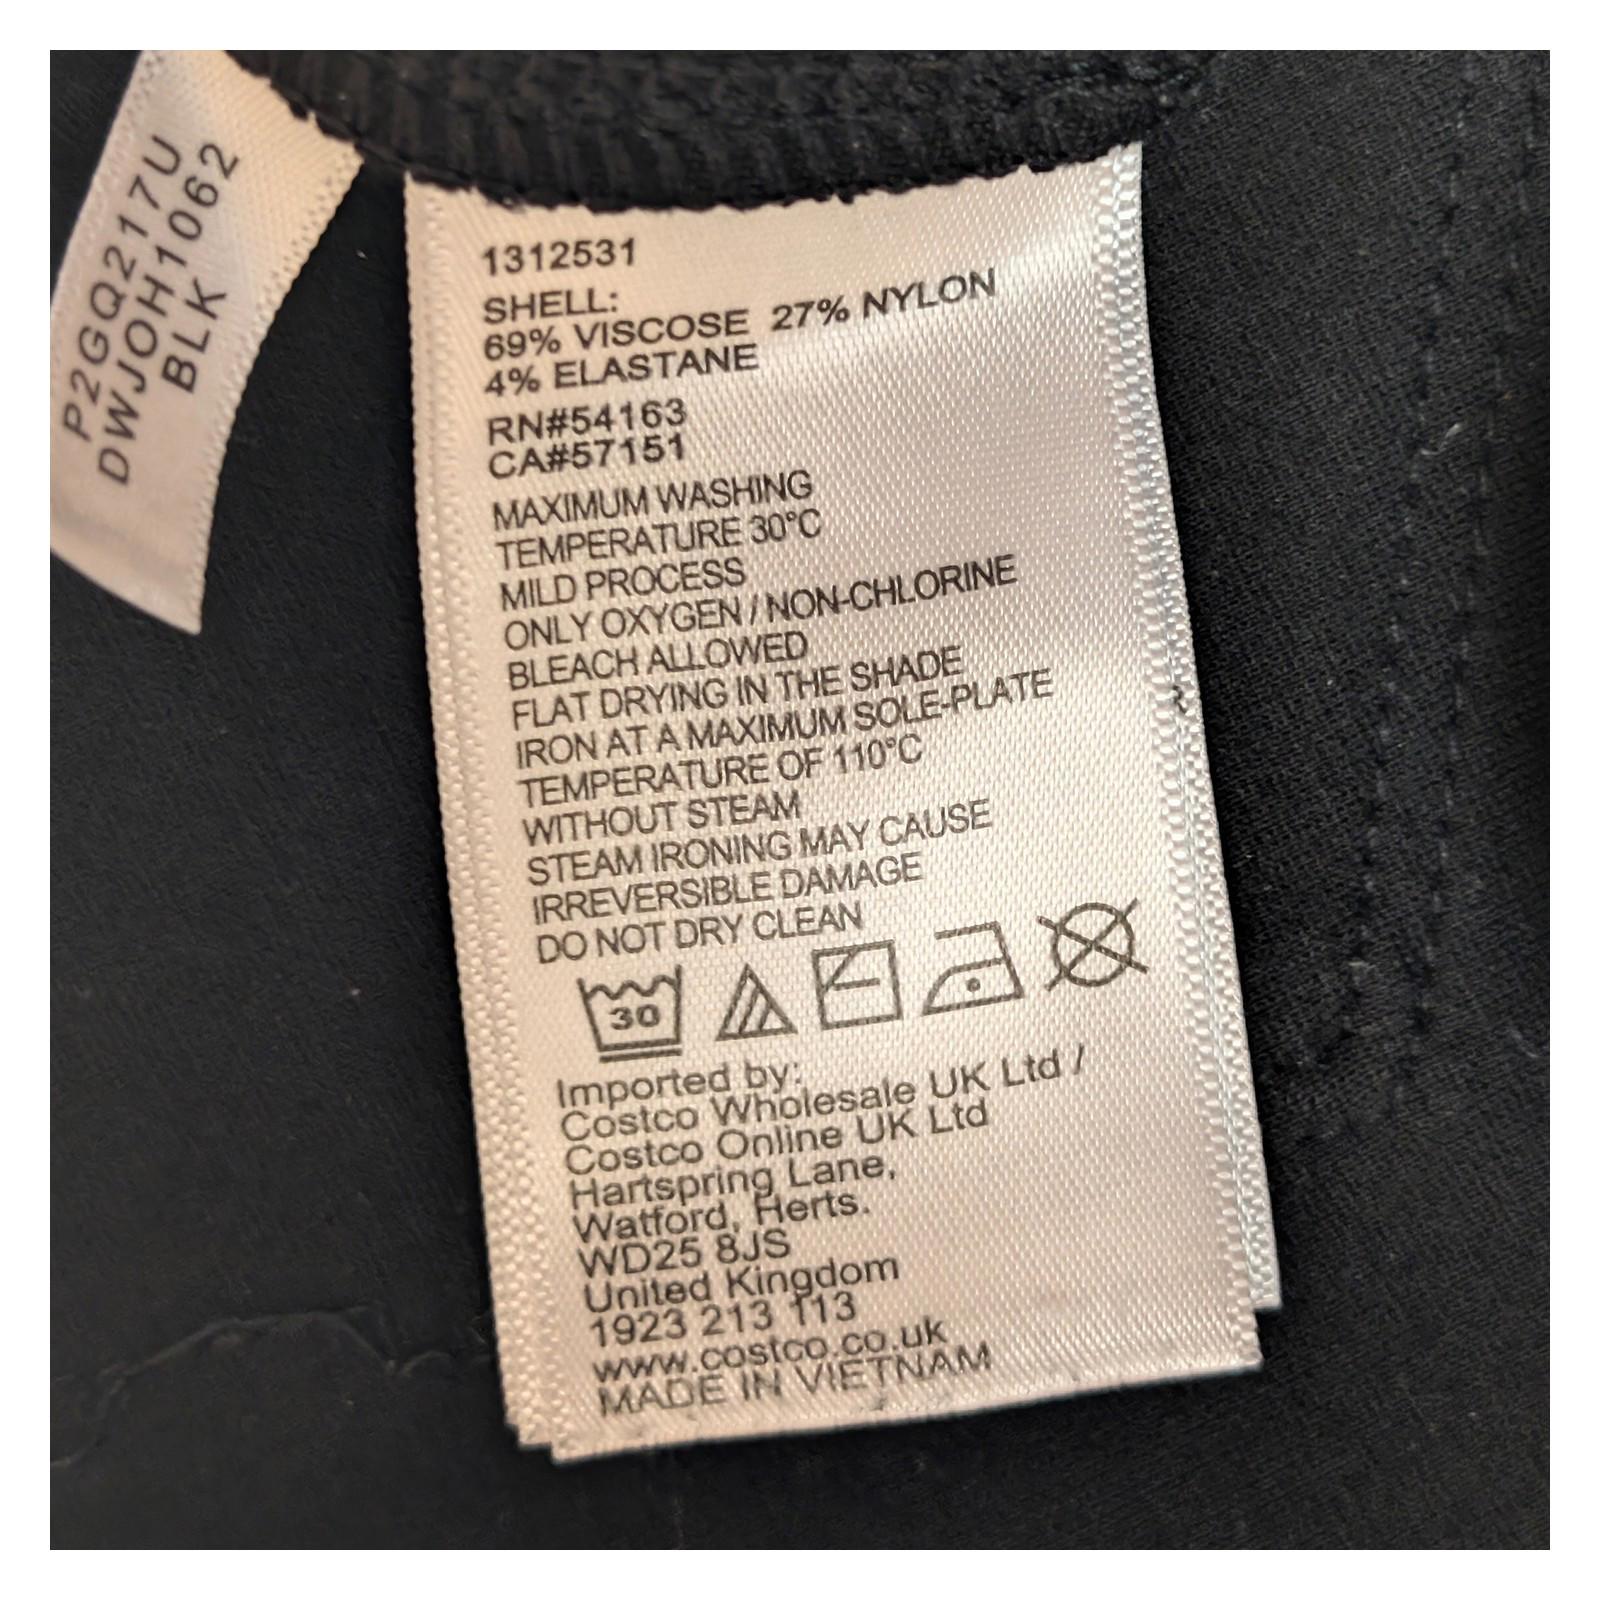 P2GQ217U
DWJOH1062
BLK
1312531
SHELL:
69% VISCOSE 27% NYLON
4% ELASTANE
RN#54163
CA#57151
MAXIMUM WASHING
TEMPERATURE 30°C
MILD PROCESS
ONLY OXYGEN / NON-CHLORINE
BLEACH ALLOWED
FLAT DRYING IN THE SHADE
IRON AT A MAXIMUM SOLE-PLATE
TEMPERATURE OF 110°C
WITHOUT STEAM
STEAM IRONING MAY CAUSE
IRREVERSIBLE DAMAGE
DO NOT DRY CLEAN
30
Imported by:
Costco Wholesale UK Ltd /
Costco Online UK Ltd
Hartspring Lane,
Watford, Herts.
WD25 8JS
United Kingdom
1923 213 113
www.costco.co.uk
MADE IN VIETNAM